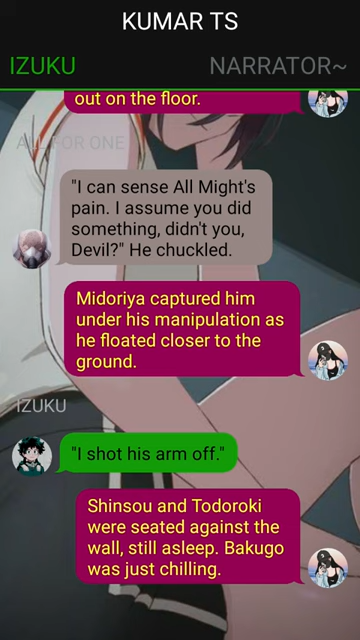 KUMAR TS
IZUKU
NARRATOR~
out on the floor.
ALL FOR ONE
"I can sense All Might's
pain. I assume you did
something, didn't you,
Devil?" He chuckled.
Midoriya captured him
under his manipulation as
he floated closer to the
ground.
IZUKU
"I shot his arm off."
Shinsou and Todoroki
were seated against the
wall, still asleep. Bakugo
was just chilling.